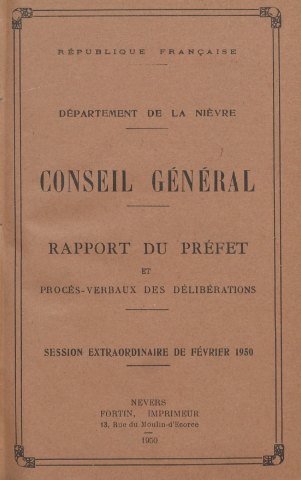 RÉPUBLIQUE FRANÇAISE
DÉPARTEMENT DE LA NIÈVRE
CONSEIL GÉNÉRAL
RAPPORT DU PRÉFET
ET
PROCÈS-VERBAUX DES DÉLIBÉRATIONS
SESSION EXTRAORDINAIRE DE FÉVRIER 1950
NEVERS
FORTIN, IMPRIMEUR
13, Rue du Moulin-d'Ecorce
1950